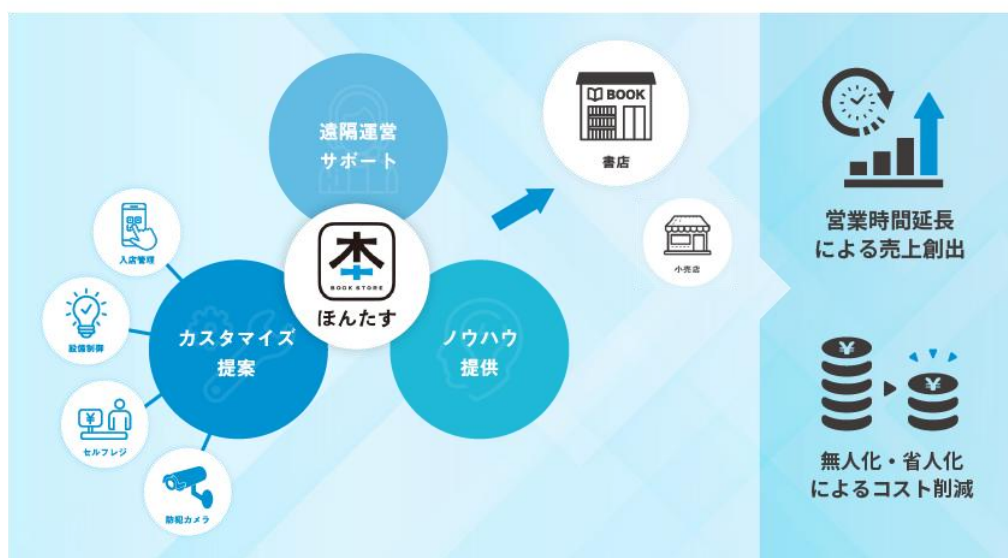 遠隔運営
サポート
BOOK
書店
小売店
入店管理
設備制御
セルフレジ
防犯カメラ
カスタマイズ
提案
本
BOOK STORE
ほんたす
ノウハウ
提供
営業時間延長
による売上創出
¥
¥
¥
無人化・省人化
によるコスト削減